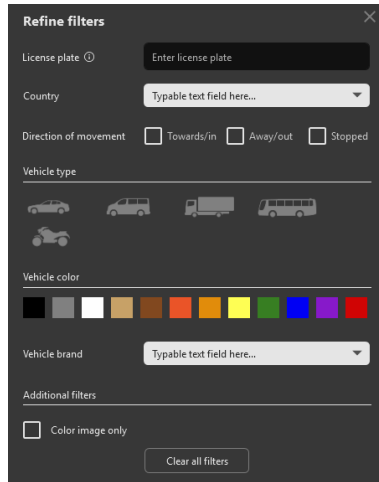 Refine filters
License plate
Enter license plate
Country
Typable text field here...
Direction of movement
Towards/in
Away/out
Stopped
Vehicle type
Vehicle color
Vehicle brand
Typable text field here...
Additional filters
Color image only
Clear all filters